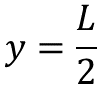 y = L/2